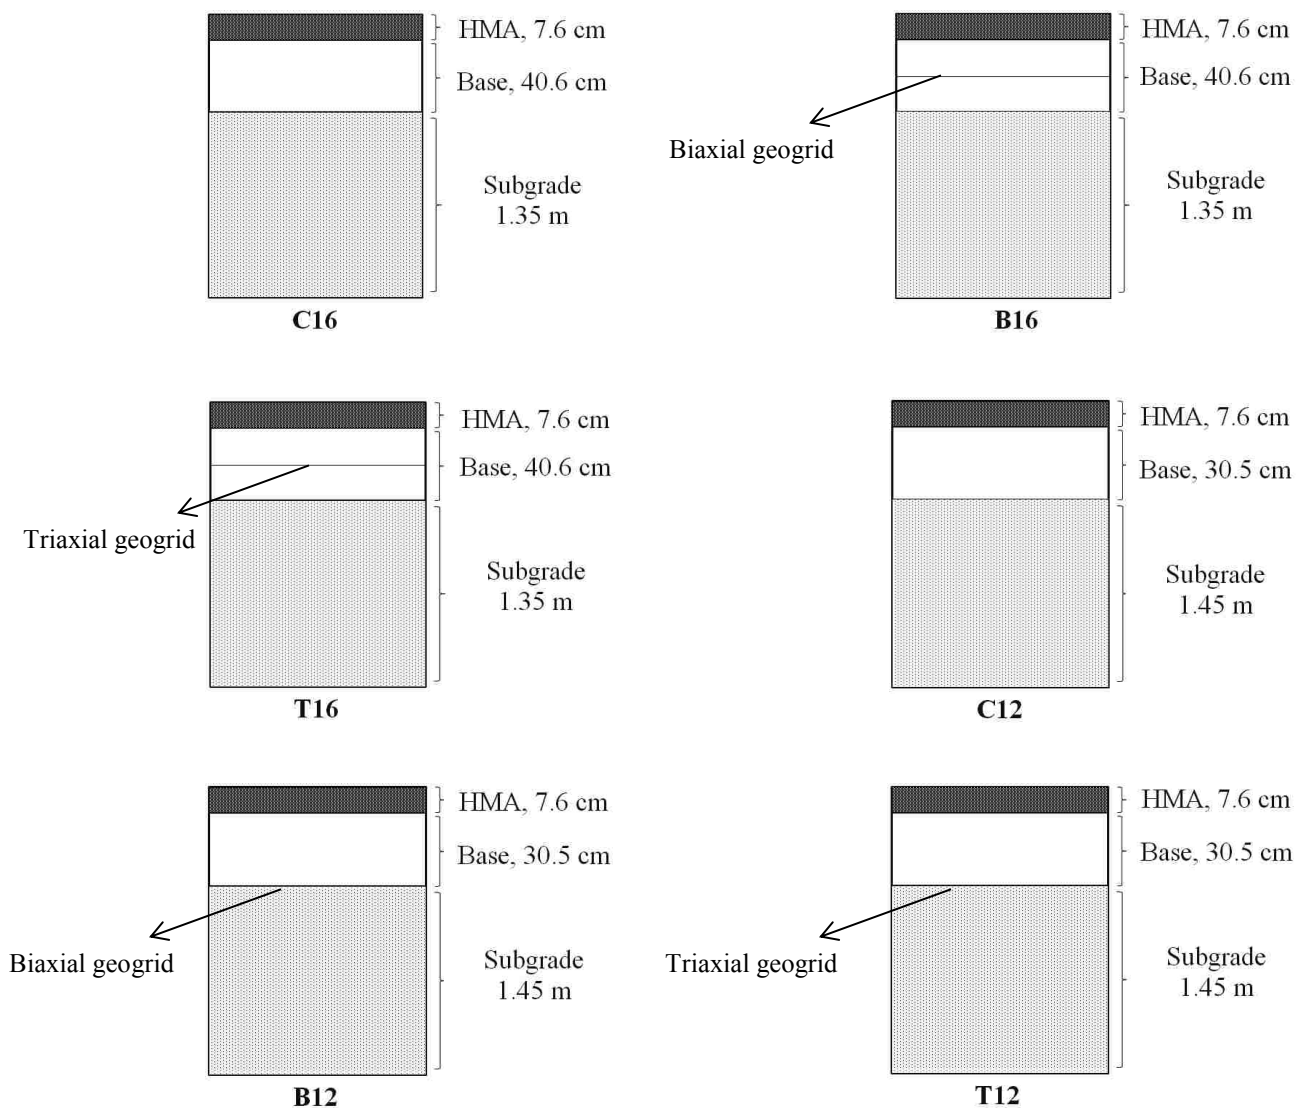 HMA, 7.6 cm
Base, 40.6 cm
Subgrade
1.35 m
C16
HMA, 7.6 cm
Base, 40.6 cm
Biaxial geogrid
Subgrade
1.35 m
B16
HMA, 7.6 cm
Base, 40.6 cm
Triaxial geogrid
Subgrade
1.35 m
T16
HMA, 7.6 cm
Base, 30.5 cm
Subgrade
1.45 m
C12
HMA, 7.6 cm
Base, 30.5 cm
Biaxial geogrid
Subgrade
1.45 m
B12
HMA, 7.6 cm
Base, 30.5 cm
Triaxial geogrid
Subgrade
1.45 m
T12